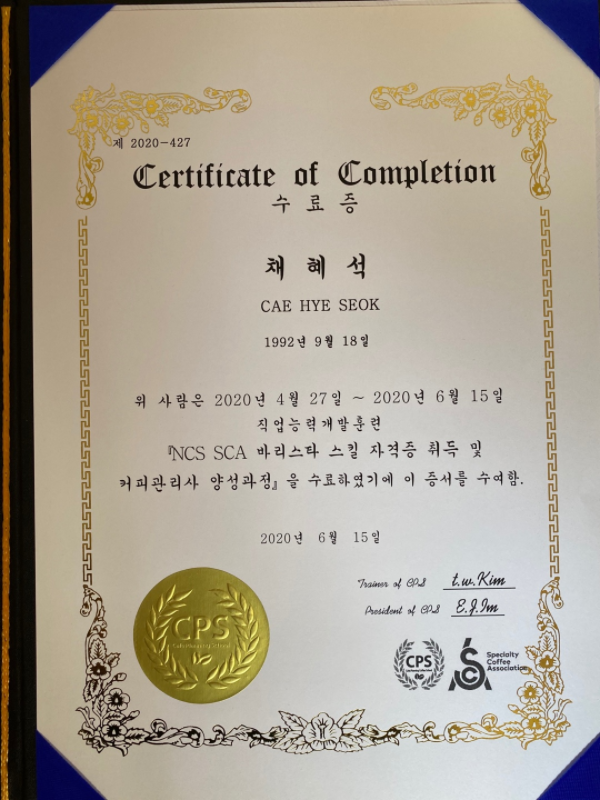 제 2020-427
Certificate of Completion
수 료 증
채 혜 석
CAE HYE SEOK
1992년 9월 18일
위 사람은 2020년 4월 27일 ~ 2020년 6월 15일
직업능력개발훈련
『NCS SCA 바리스타 스킬 자격증 취득 및
커피관리사 양성과정』을 수료하였기에 이 증서를 수여함.
2020년 6월 15일
Trainer of CPS t.w.Kim
President of CPS E.J.Im
CPS
CPS
SCA
Specialty
Coffee
Association